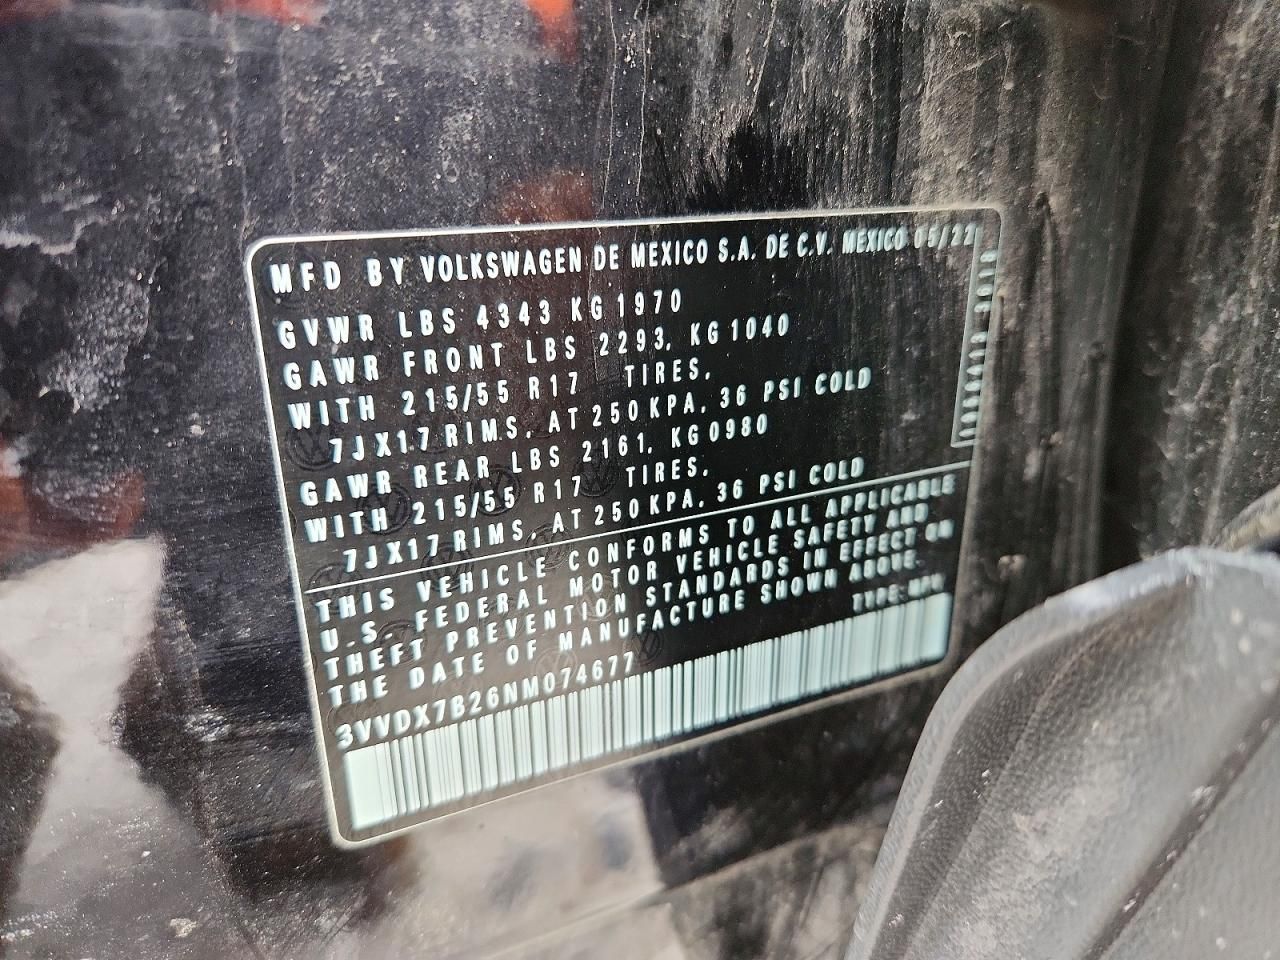 MFD BY VOLKSWAGEN DE MEXICO S.A. DE C.V. MEXICO 05/22
GVWR LBS 4343 KG 1970
GAWR FRONT LBS 2293, KG 1040
WITH 215/55 R17 TIRES,
7JX17 RIMS, AT 250 KPA, 36 PSI COLD
GAWR REAR LBS 2161, KG 0980
WITH 215/55 R17 TIRES,
7JX17 RIMS, AT 250 KPA, 36 PSI COLD
THIS VEHICLE CONFORMS TO ALL APPLICABLE
U.S. FEDERAL MOTOR VEHICLE SAFETY AND
THEFT PREVENTION STANDARDS IN EFFECT ON
THE DATE OF MANUFACTURE SHOWN ABOVE.
TYPE: MPV
3VVDX7B26NM074677